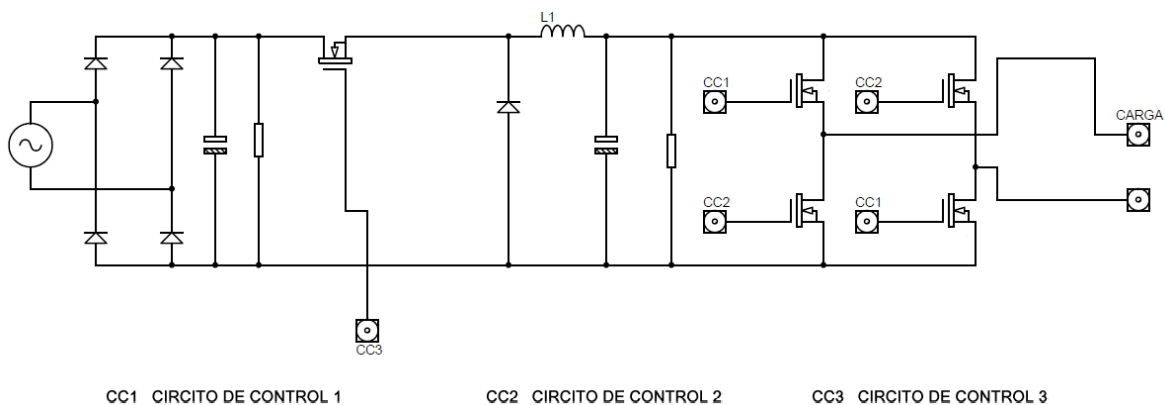 L1
CC1
CC2
CARGA
CC2
CC1
CC3
CC1 CIRCITO DE CONTROL 1
CC2 CIRCITO DE CONTROL 2
CC3 CIRCITO DE CONTROL 3